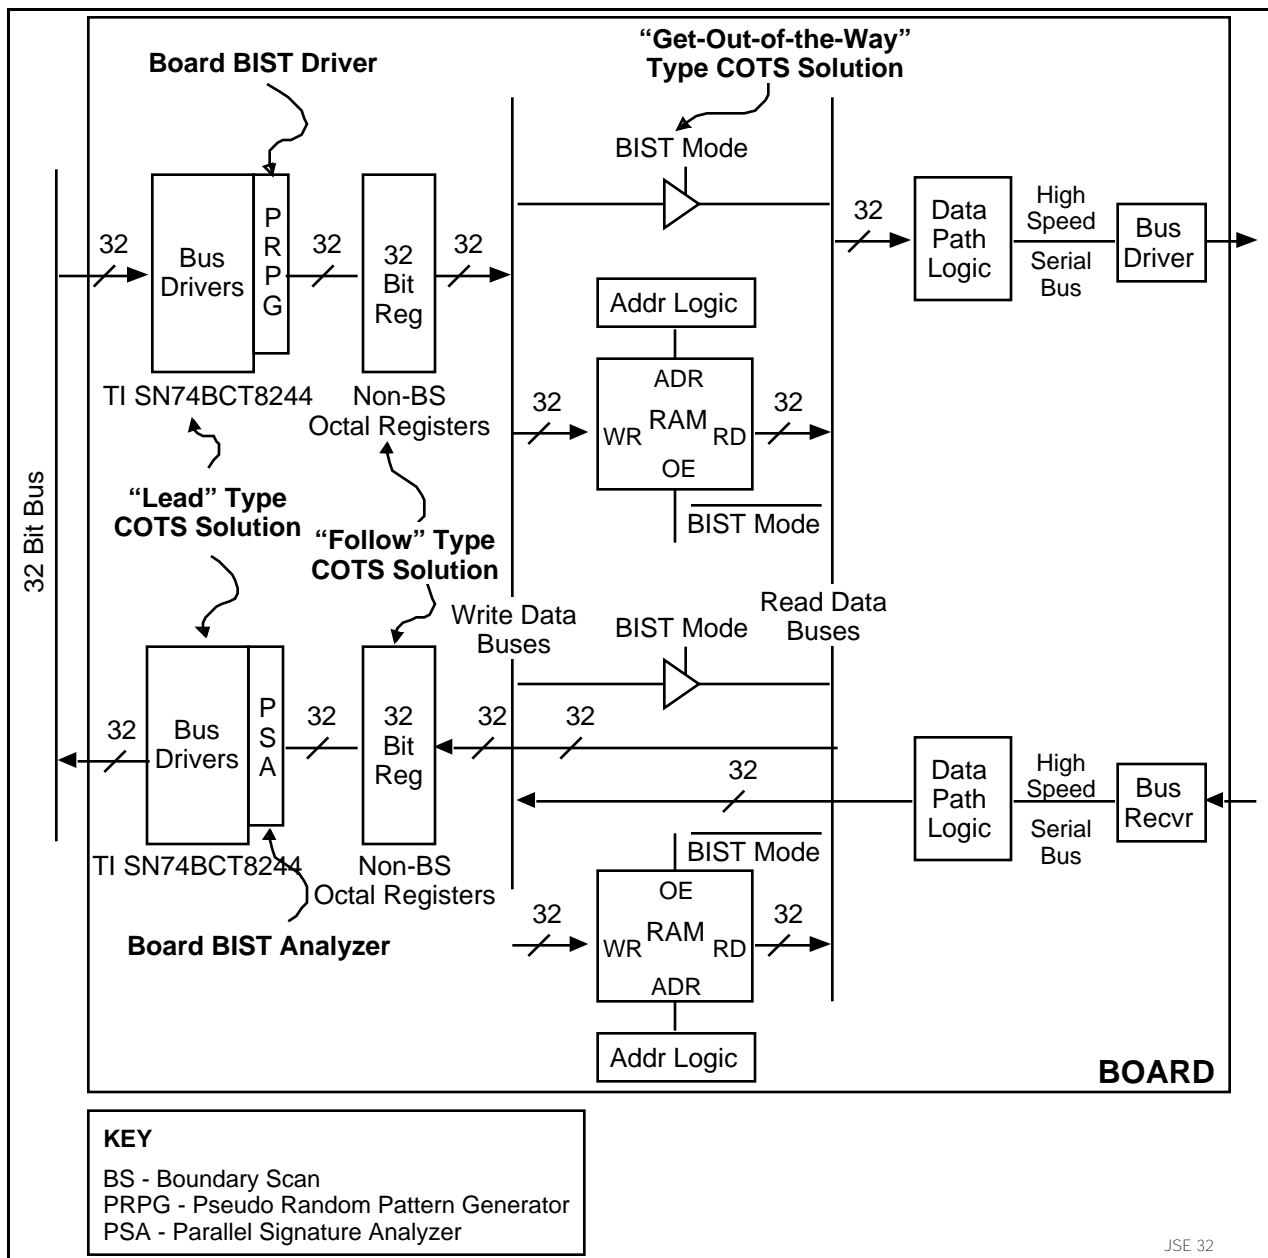 Board BIST Driver
“Get-Out-of-the-Way”
Type COTS Solution
BIST Mode
32
Bus
Drivers
P
R
P
G
32
32
Bit
Reg
32
32
Data
Path
Logic
High
Speed
Serial
Bus
Bus
Driver
TI SN74BCT8244
Non-BS
Octal Registers
Addr Logic
32
ADR
WR
RAM
RD
OE
32
BIST Mode
32 Bit Bus
“Lead” Type
COTS Solution
“Follow” Type
COTS Solution
Write Data
Buses
BIST Mode
Read Data
Buses
32
Bus
Drivers
P
S
A
32
32
Bit
Reg
32
32
32
Data
Path
Logic
High
Speed
Serial
Bus
Bus
Recvr
TI SN74BCT8244
Non-BS
Octal Registers
BIST Mode
32
OE
WR
RAM
RD
ADR
32
Addr Logic
Board BIST Analyzer
BOARD
KEY
BS - Boundary Scan
PRPG - Pseudo Random Pattern Generator
PSA - Parallel Signature Analyzer
JSE 32